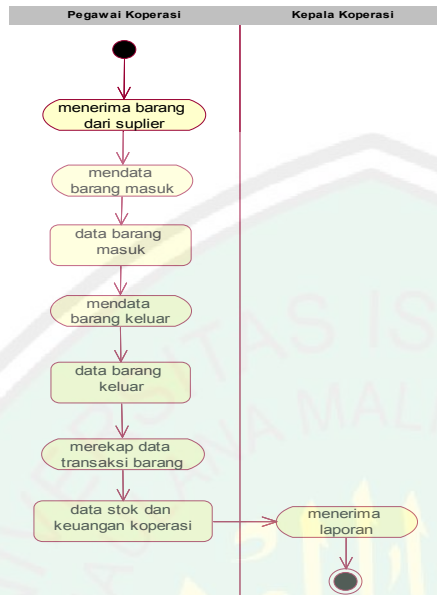 Pegawai Koperasi
Kepala Koperasi
menerima barang
dari suplier
mendata
barang masuk
data barang
masuk
mendata
barang keluar
data barang
keluar
merekap data
transaksi barang
data stok dan
keuangan koperasi
menerima
laporan